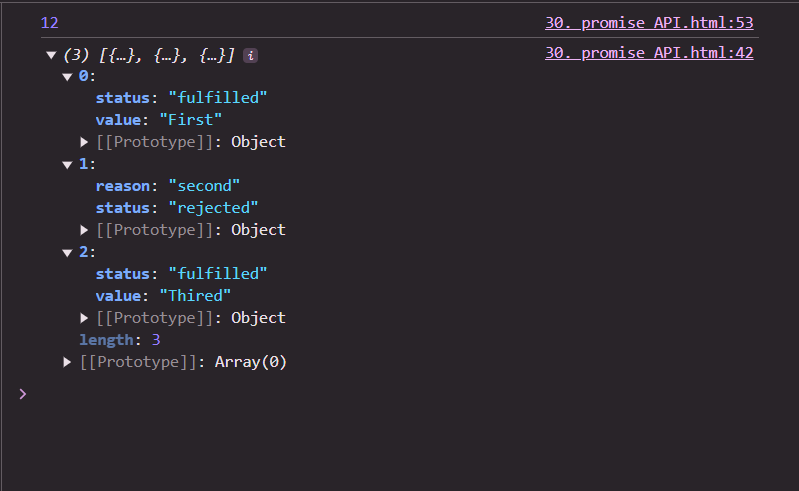 12 30. promise API.html:53
(3) [{…}, {…}, {…}] i 30. promise API.html:42
0:
status: "fulfilled"
value: "First"
[[Prototype]]: Object
1:
reason: "second"
status: "rejected"
[[Prototype]]: Object
2:
status: "fulfilled"
value: "Thired"
[[Prototype]]: Object
length: 3
[[Prototype]]: Array(0)